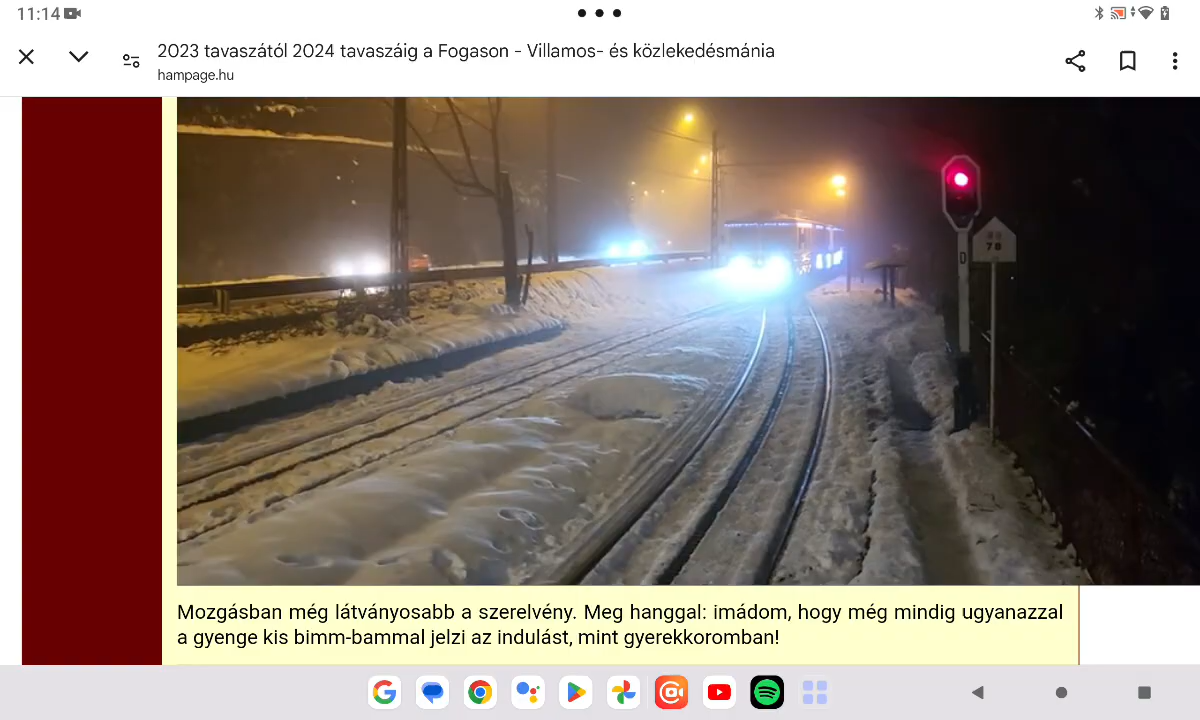 11:14
2023 tavaszától 2024 tavaszáig a Fogason - Villamos- és közlekedésmánia
hampage.hu
D
78
Mozgásban még látványosabb a szerelvény. Meg hanggal: imádom, hogy még mindig ugyanazzal
a gyenge kis bimm-bammal jelzi az indulást, mint gyerekkoromban!